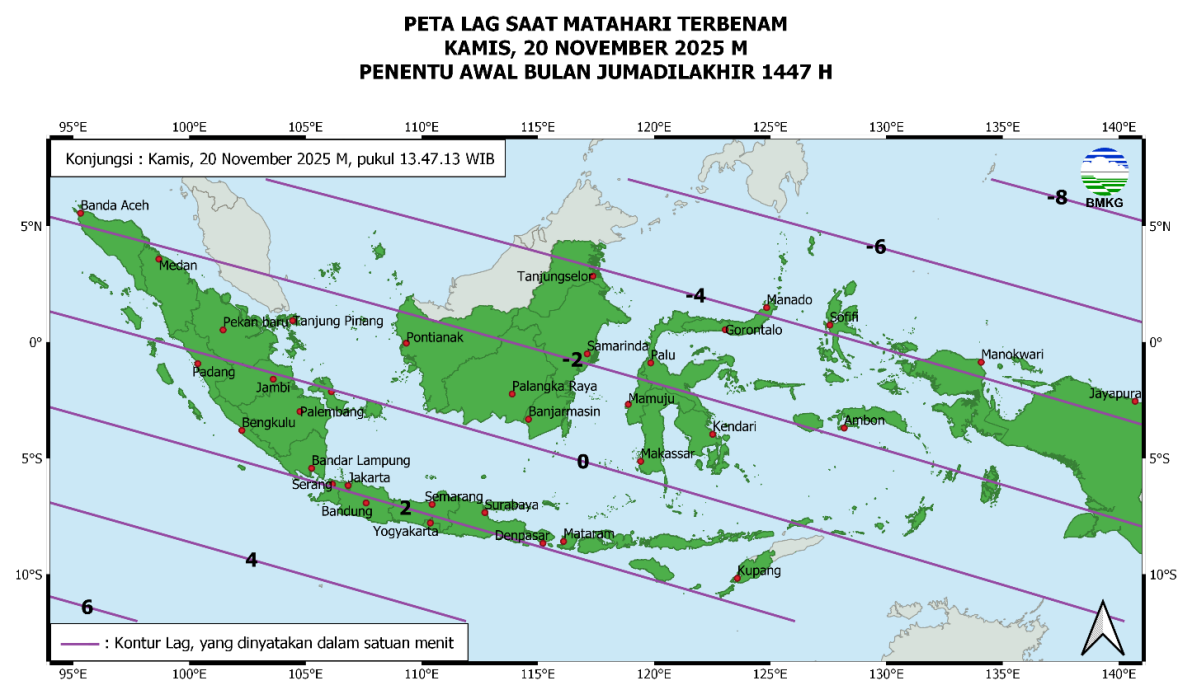 PETA LAG SAAT MATAHARI TERBENAM
KAMIS, 20 NOVEMBER 2025 M
PENENTU AWAL BULAN JUMADILAKHIR 1447 H
95°E 100°E 105°E 110°E 115°E 120°E 125°E 130°E 135°E 140°E
Konjungsi : Kamis, 20 November 2025 M, pukul 13.47.13 WIB
BMKG
-8
Banda Aceh
5°N
5°N
-6
Medan
Tanjungselor
-4
Manado
Pekan baru
Tanjung Pinang
Sofifi
Gorontalo
0°
0°
Pontianak
Samarinda
-2
Palu
Manokwari
Padang
Jambi
Palangka Raya
Jayapura
Mamuju
Palembang
Banjarmasin
Bengkulu
Kendari
Ambon
5°S
5°S
Bandar Lampung
0
Makassar
Serang
Jakarta
Semarang
Surabaya
2
Bandung
Yogyakarta
Denpasar
Mataram
4
10°S
10°S
Kupang
6
: Kontur Lag, yang dinyatakan dalam satuan menit
95°E 100°E 105°E 110°E 115°E 120°E 125°E 130°E 135°E 140°E